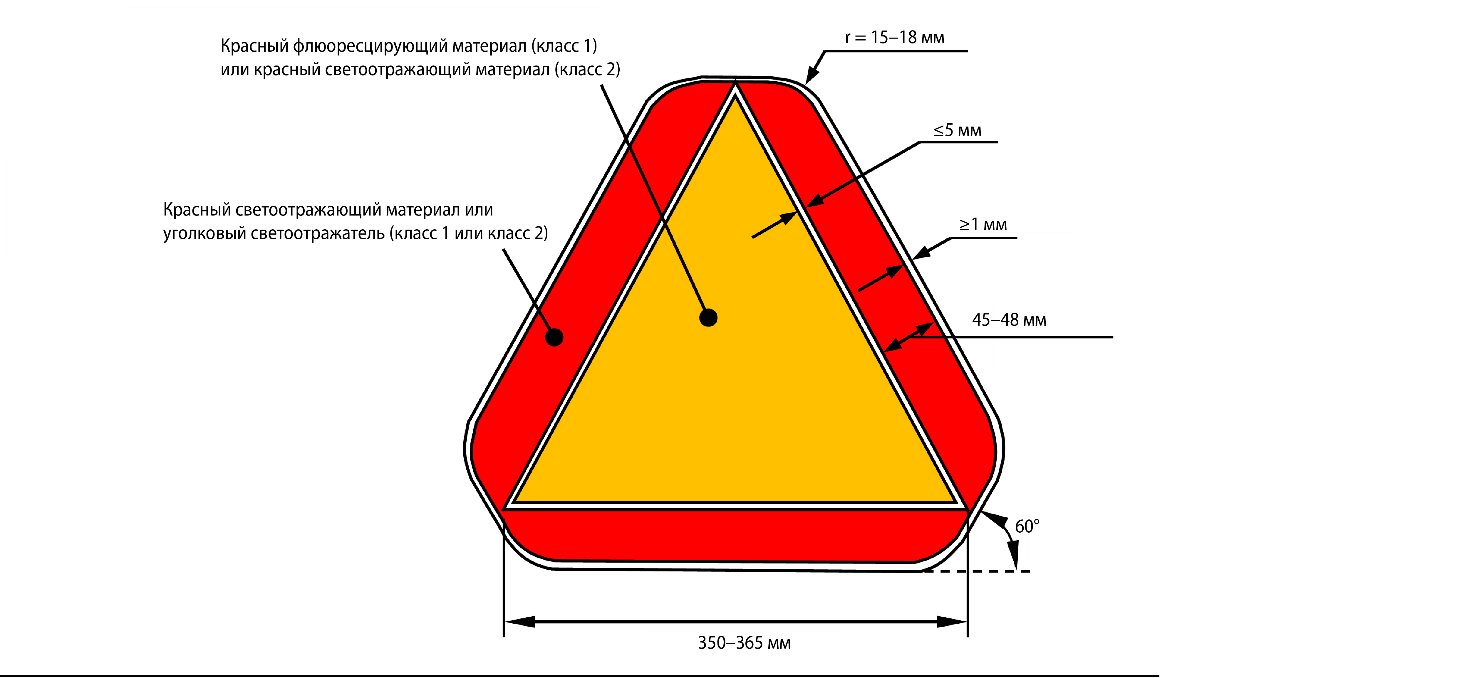 Красный флюоресцирующий материал (класс 1)
или красный светоотражающий материал (класс 2)
r = 15–18 мм
≤5 мм
Красный светоотражающий материал или
уголковый светоотражатель (класс 1 или класс 2)
≥1 мм
45–48 мм
60°
350–365 мм